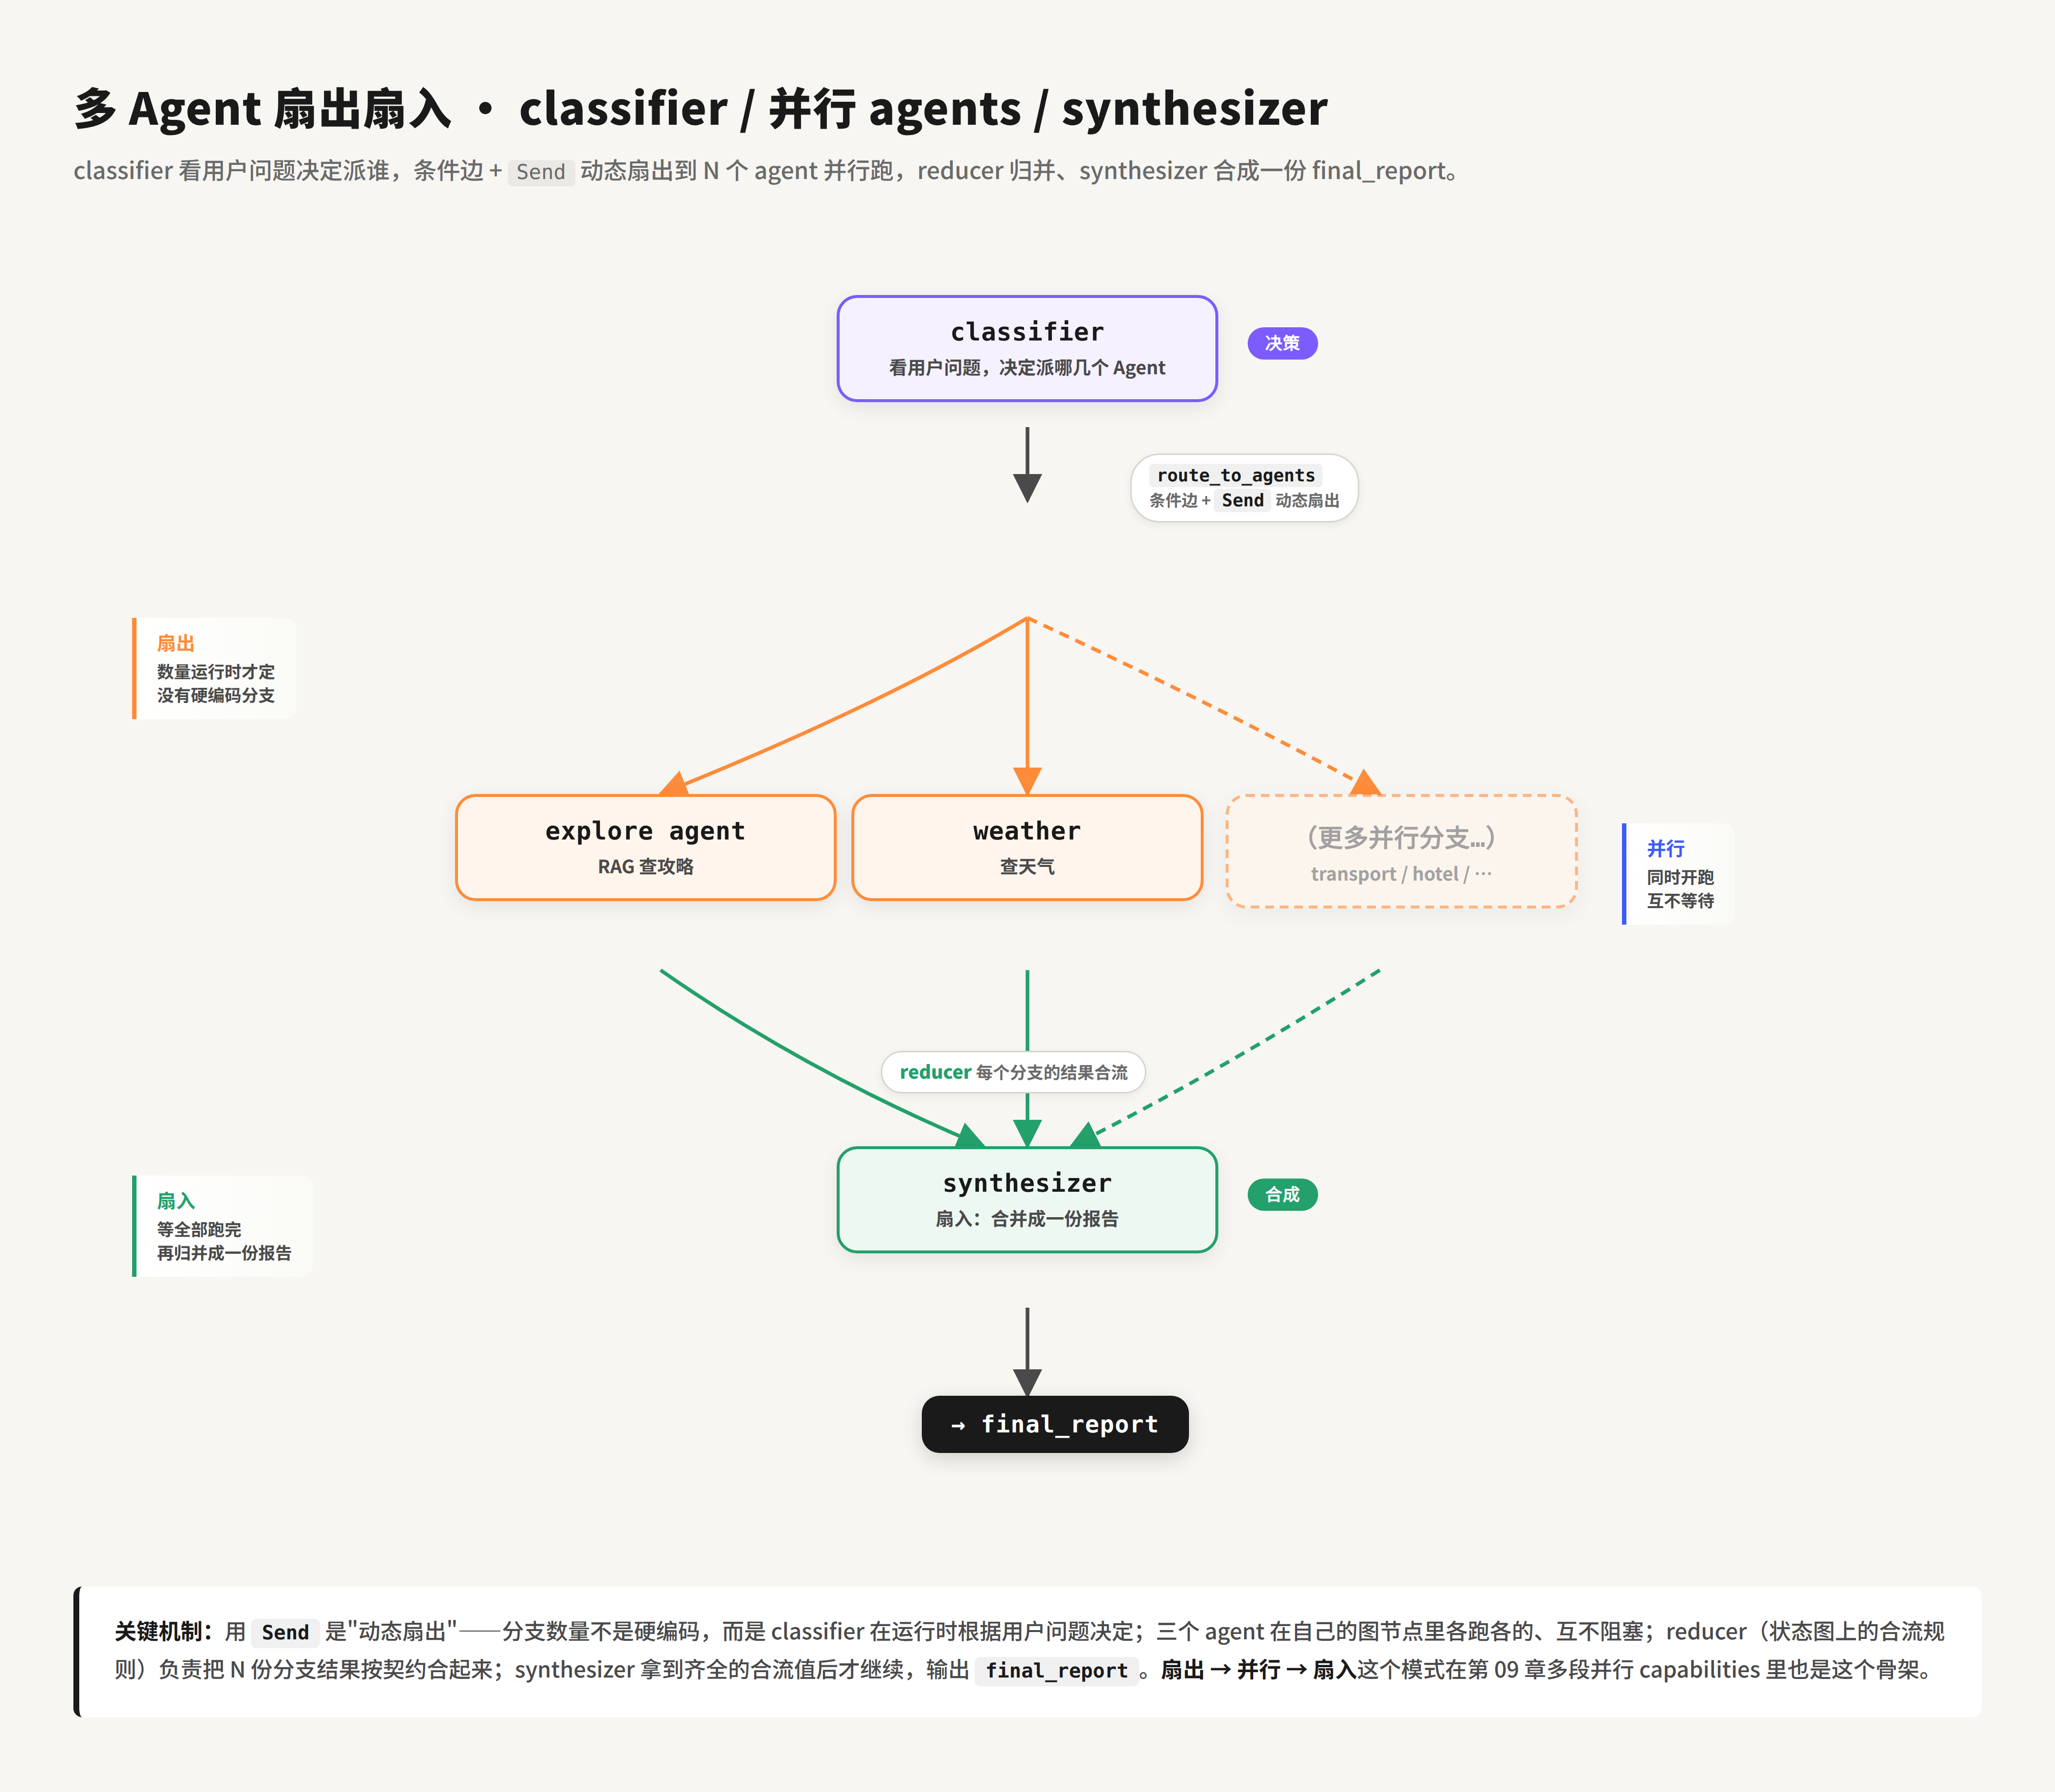 多 Agent 扇出扇入 · classifier / 并行 agents / synthesizer
classifier 看用户问题决定派谁，条件边 + Send 动态扇出到 N 个 agent 并行跑，reducer 归并、synthesizer 合成一份 final_report。
classifier
看用户问题，决定派哪几个 Agent
决策
route_to_agents
条件边 + Send 动态扇出
扇出
数量运行时才定
没有硬编码分支
explore agent
RAG 查攻略
weather
查天气
（更多并行分支…）
transport / hotel / …
并行
同时开跑
互不等待
reducer 每个分支的结果合流
synthesizer
扇入：合并成一份报告
合成
扇入
等全部跑完
再归并成一份报告
→ final_report
关键机制：用 Send 是"动态扇出"——分支数量不是硬编码，而是 classifier 在运行时根据用户问题决定；三个 agent 在自己的图节点里各跑各的、互不阻塞；reducer（状态图上的合流规
则）负责把 N 份分支结果按契约合起来；synthesizer 拿到齐全的合流值后才继续，输出 final_report 。扇出 → 并行 → 扇入这个模式在第 09 章多段并行 capabilities 里也是这个骨架。